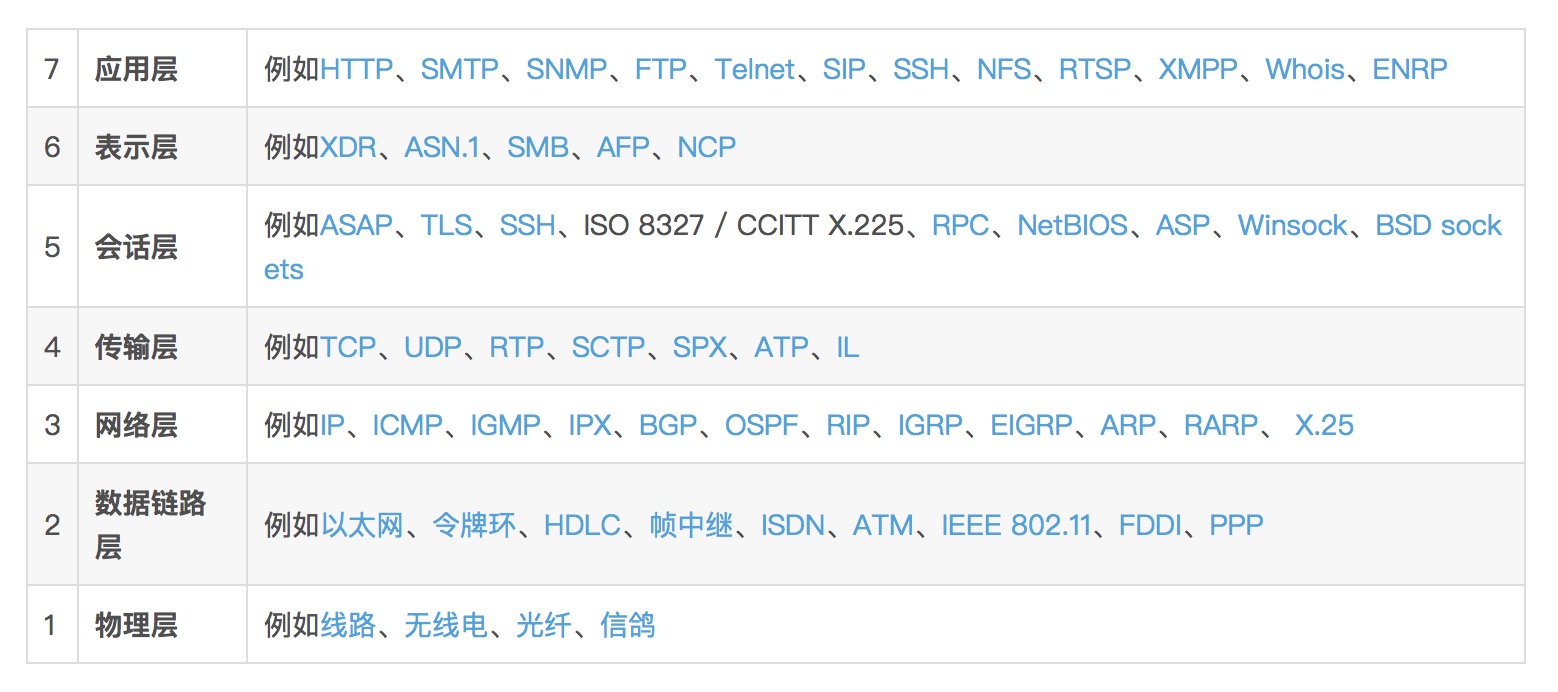 7 应用层 例如HTTP、SMTP、SNMP、FTP、Telnet、SIP、SSH、NFS、RTSP、XMPP、Whois、ENRP
6 表示层 例如XDR、ASN.1、SMB、AFP、NCP
5 会话层 例如ASAP、TLS、SSH、ISO 8327 / CCITT X.225、RPC、NetBIOS、ASP、Winsock、BSD sock
ets
4 传输层 例如TCP、UDP、RTP、SCTP、SPX、ATP、IL
3 网络层 例如IP、ICMP、IGMP、IPX、BGP、OSPF、RIP、IGRP、EIGRP、ARP、RARP、 X.25
2 数据链路
层 例如以太网、令牌环、HDLC、帧中继、ISDN、ATM、IEEE 802.11、FDDI、PPP
1 物理层 例如线路、无线电、光纤、信鸽